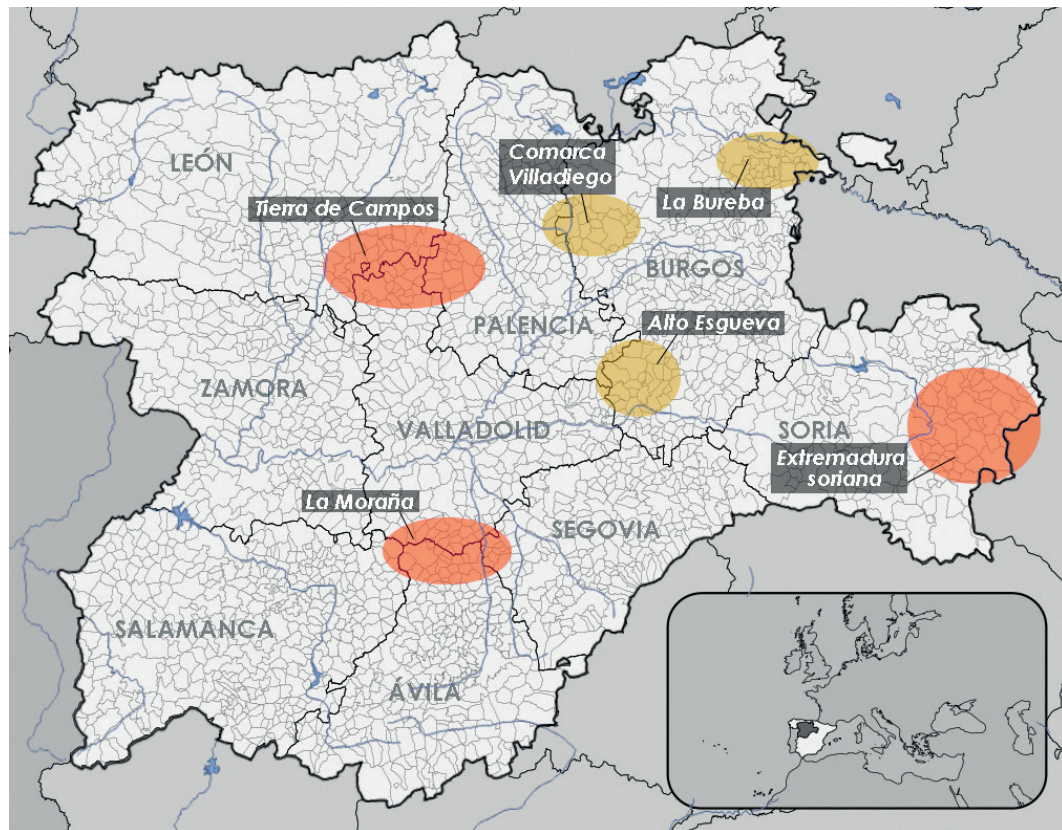 Comarca
Villadiego
LEÓN
La Bureba
Tierra de Campos
BURGOS
PALENCIA
Alto Esgueva
ZAMORA
VALLADOLID
SORIA
Extremadura
soriana
La Moraña
SEGOVIA
SALAMANCA
ÁVILA